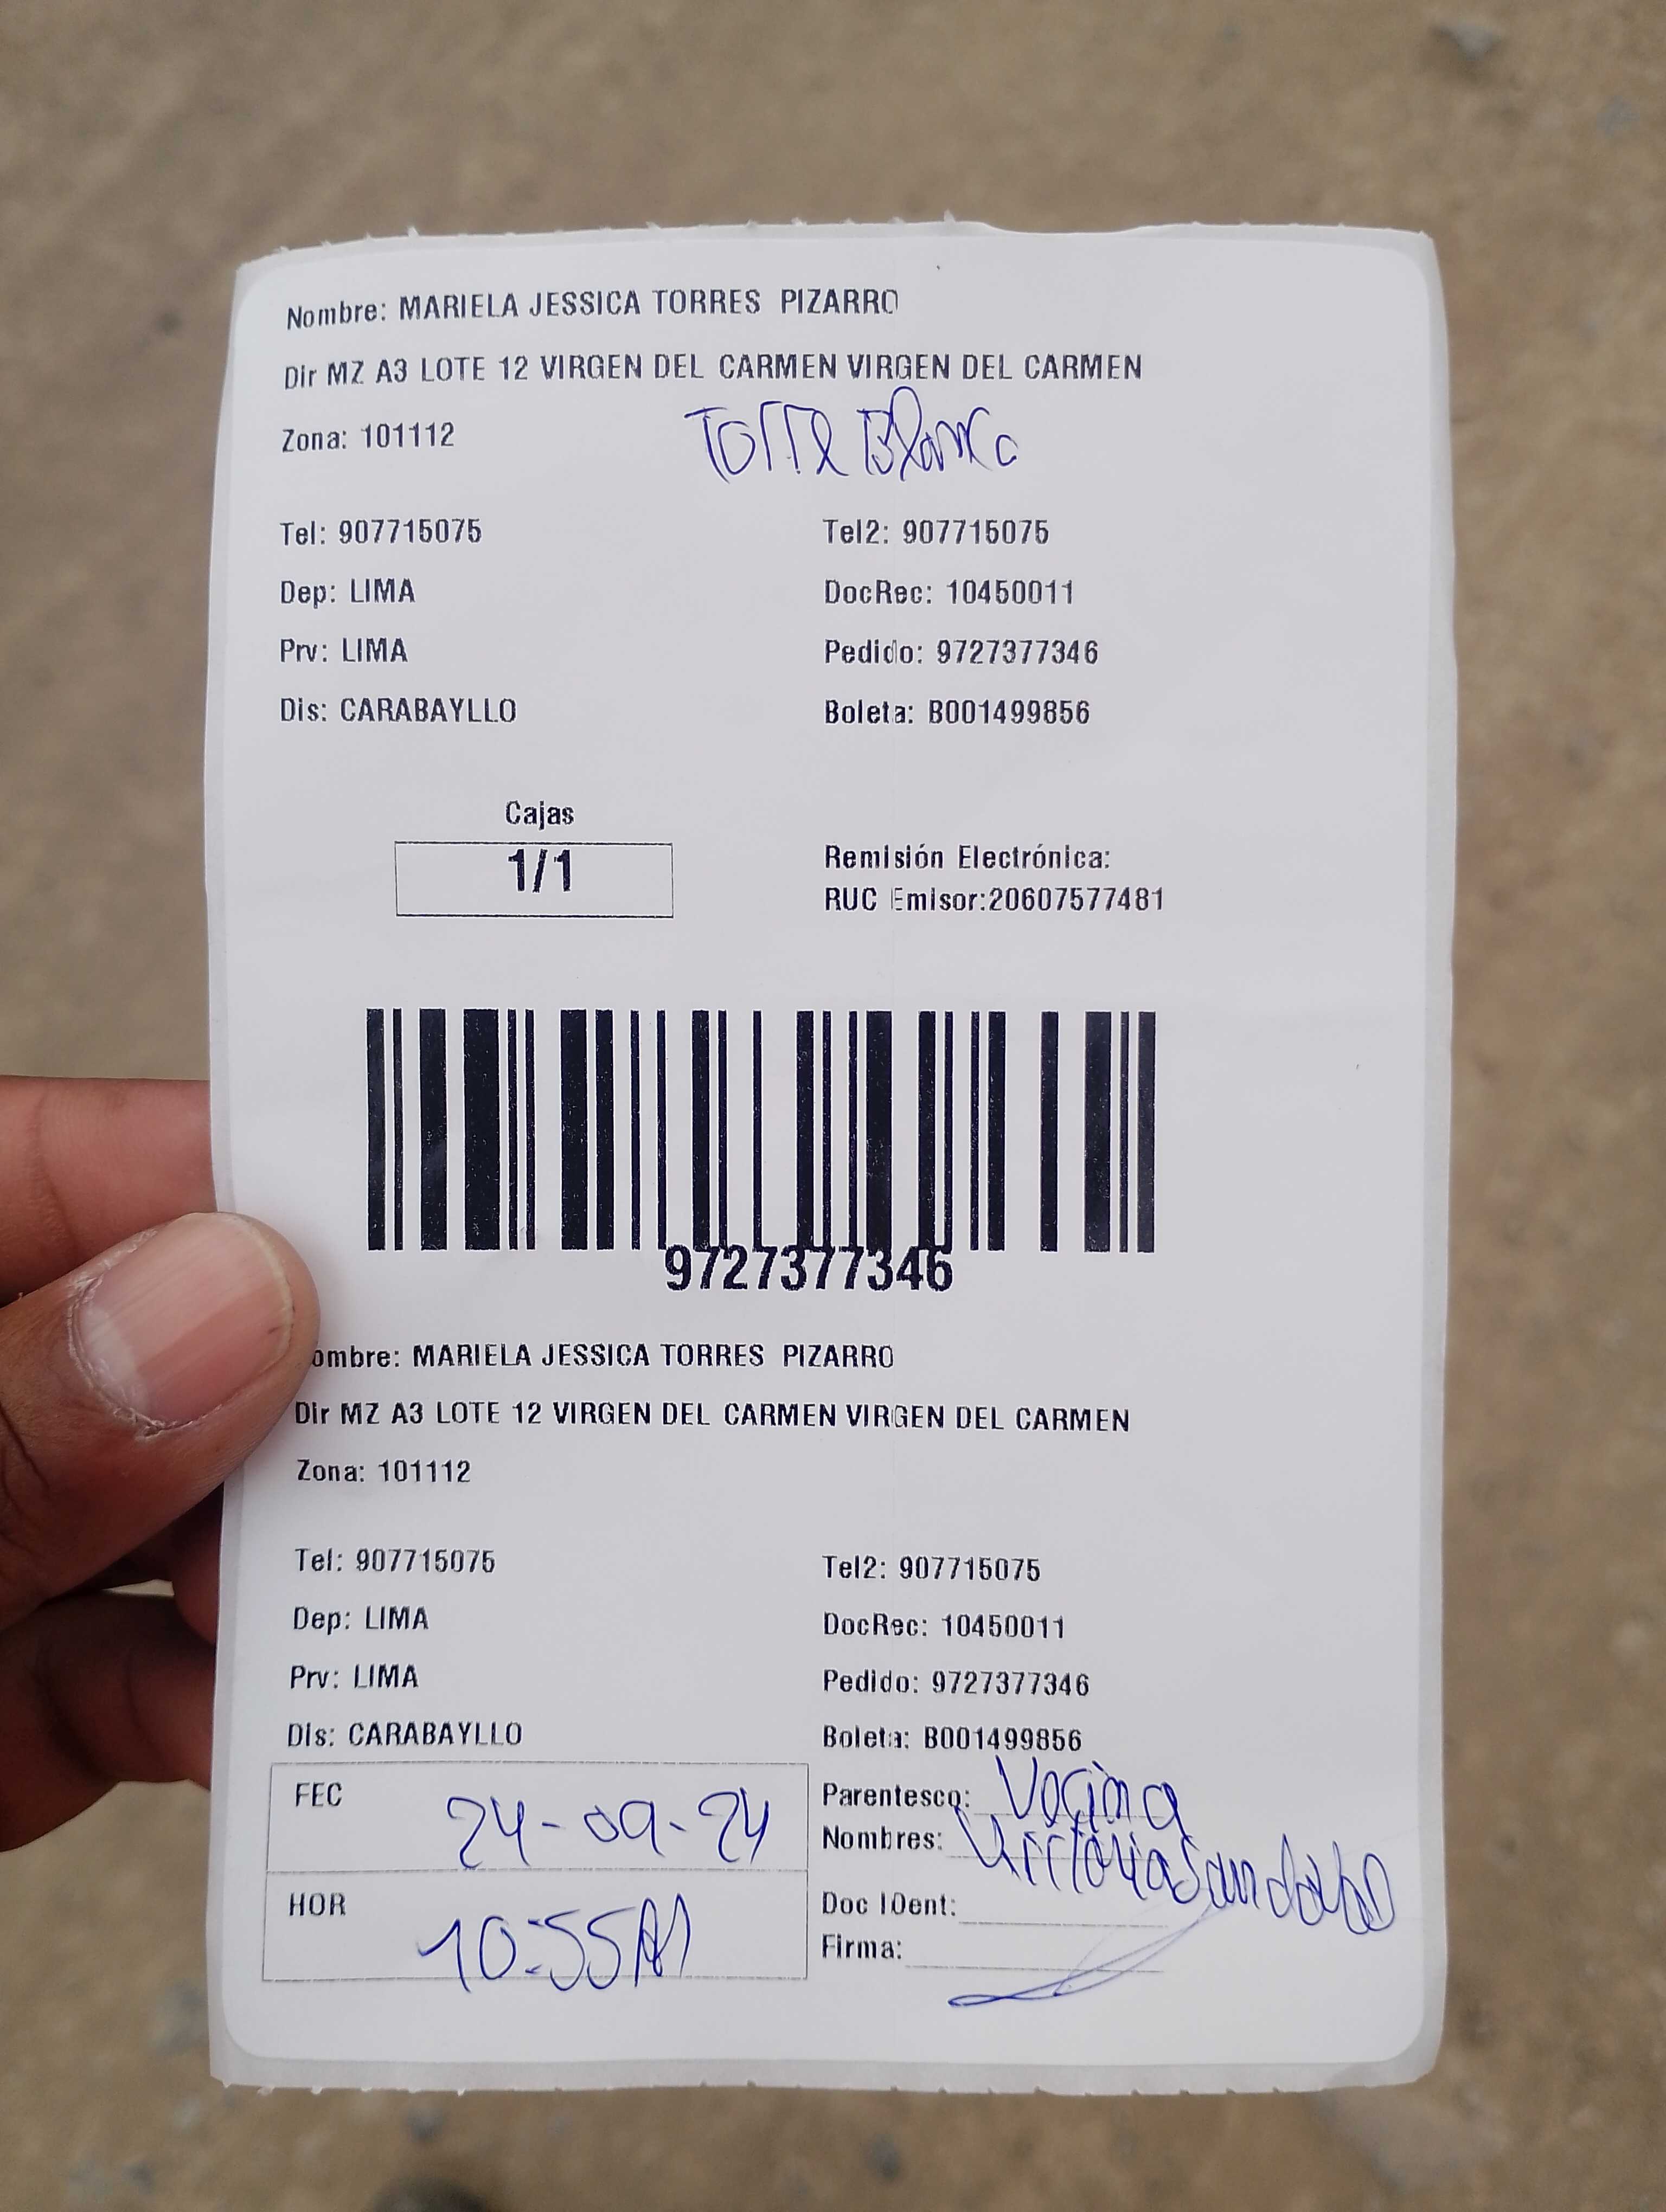 Nombre: MARIELA JESSICA TORRES PIZARRO
Dir MZ A3 LOTE 12 VIRGEN DEL CARMEN VIRGEN DEL CARMEN
Zona: 101112
Torre Blanca
Tel: 907715075 Tel2: 907715075
Dep: LIMA DocRec: 10450011
Prv: LIMA Pedido: 9727377346
Dis: CARABAYLLO Boleta: B001499856
Cajas
1/1
Remisión Electrónica:
RUC Emisor:20607577481
9727377346
ombre: MARIELA JESSICA TORRES PIZARRO
Dir MZ A3 LOTE 12 VIRGEN DEL CARMEN VIRGEN DEL CARMEN
Zona: 101112
Tel: 907715075 Tel2: 907715075
Dep: LIMA DocRec: 10450011
Prv: LIMA Pedido: 9727377346
Dis: CARABAYLLO Boleta: B001499856
FEC 24-09-24
HOR 10:55AM
Parentesco: Vecina
Nombres: Sandoval
Doc IDent:
Firma: